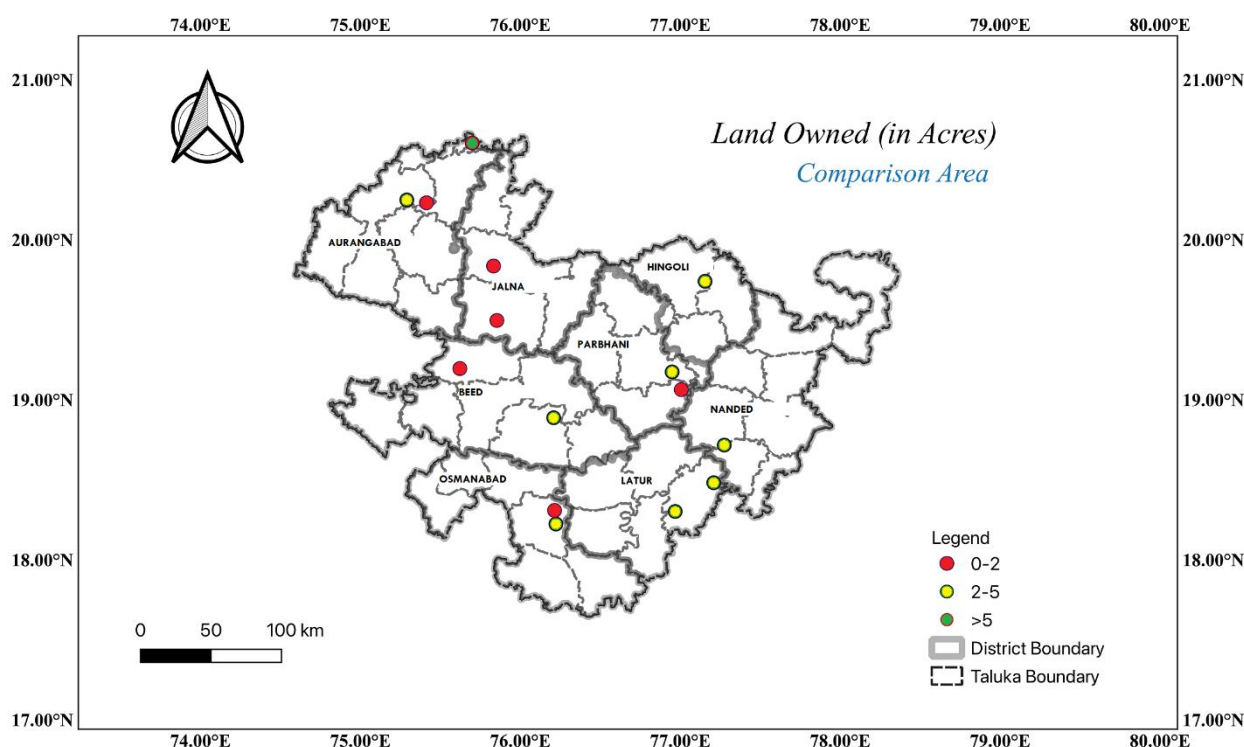 74.00°E 75.00°E 76.00°E 77.00°E 78.00°E 79.00°E 80.00°E
21.00°N 21.00°N
Land Owned (in Acres)
Comparison Area
20.00°N AURANGABAD 20.00°N
HINGOLI
JALNA
PARBHANI
19.00°N BEED 19.00°N
NANDED
OSMANABAD LATUR
Legend
0-2
18.00°N 18.00°N
2-5
>5
0 50 100 km
District Boundary
Taluka Boundary
17.00°N 17.00°N
74.00°E 75.00°E 76.00°E 77.00°E 78.00°E 79.00°E 80.00°E